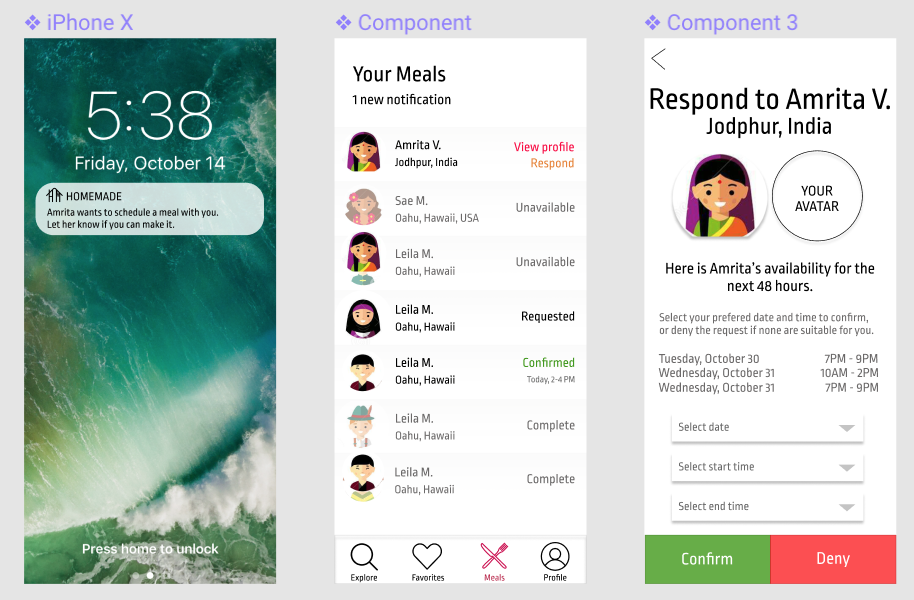 iPhone X
5:38
Friday, October 14
HOMEMADE
Amrita wants to schedule a meal with you.
Let her know if you can make it.
Press home to unlock
Component
Your Meals
1 new notification
Amrita V.
Jodhpur, India
View profile
Respond
Sae M.
Oahu, Hawaii, USA
Unavailable
Leila M.
Oahu, Hawaii
Unavailable
Leila M.
Oahu, Hawaii
Requested
Leila M.
Oahu, Hawaii
Confirmed
Today, 2-4 PM
Leila M.
Oahu, Hawaii
Complete
Leila M.
Oahu, Hawaii
Complete
Explore
Favorites
Meals
Profile
Component 3
Respond to Amrita V.
Jodphur, India
YOUR
AVATAR
Here is Amrita's availability for the
next 48 hours.
Select your prefered date and time to confirm,
or deny the request if none are suitable for you.
Tuesday, October 30 7PM - 9PM
Wednesday, October 31 10AM - 2PM
Wednesday, October 31 7PM - 9PM
Select date
Select start time
Select end time
Confirm
Deny